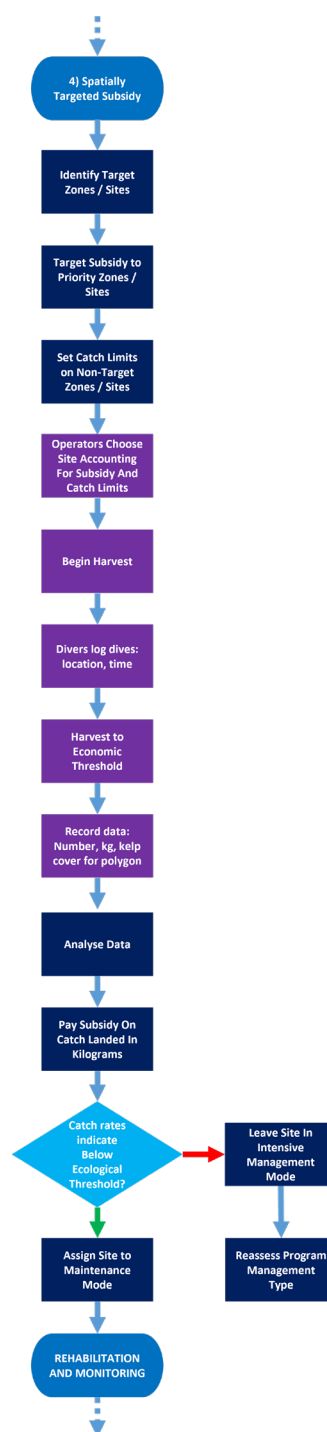 4) Spatially
Targeted Subsidy
Identify Target
Zones / Sites
Target Subsidy to
Priority Zones /
Sites
Set Catch Limits
on Non-Target
Zones / Sites
Operators Choose
Site Accounting
For Subsidy And
Catch Limits
Begin Harvest
Divers log dives:
location, time
Harvest to
Economic
Threshold
Record data:
Number, kg, kelp
cover for polygon
Analyse Data
Pay Subsidy On
Catch Landed In
Kilograms
Catch rates
indicate
Below
Ecological
Threshold?
Leave Site In
Intensive
Management
Mode
Assign Site to
Maintenance
Mode
Reassess Program
Management
Type
REHABILITATION
AND MONITORING